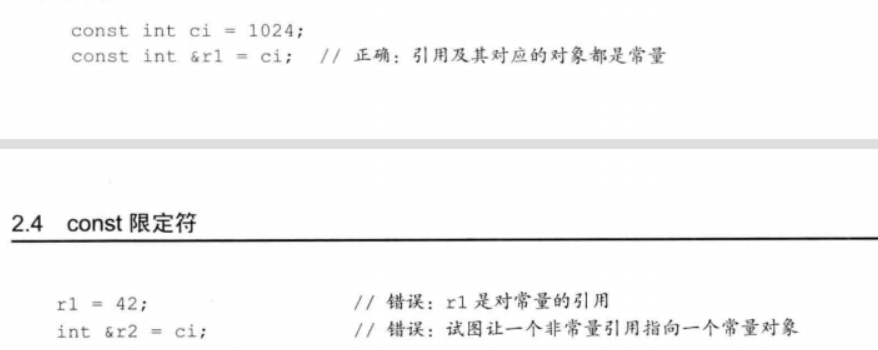 const int ci = 1024;
const int &r1 = ci; // 正确：引用及其对应的对象都是常量
2.4 const 限定符
r1 = 42; // 错误：r1 是对常量的引用
int &r2 = ci; // 错误：试图让一个非常量引用指向一个常量对象